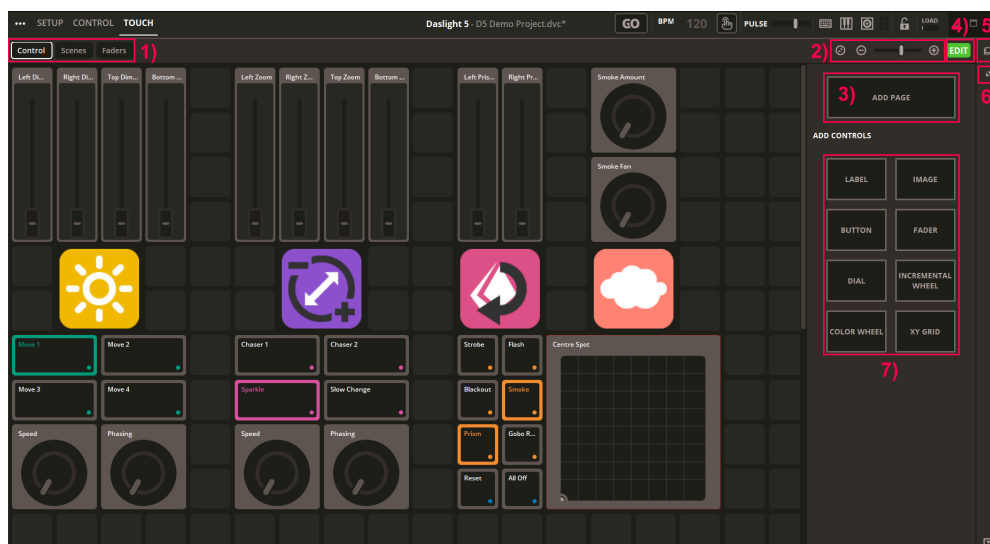 ••• SETUP CONTROL TOUCH
Daslight 5 - D5 Demo Project.dvc*
GO BPM 120 PULSE LOAD 4) 5
Control Scenes Faders 1)
2) EDIT
Left Di... Right Di... Top Dim... Bottom ... Left Zoom Right Z... Top Zoom Bottom ... Left Pris... Right Pr... Smoke Amount
6
3) ADD PAGE
ADD CONTROLS
Smoke Fan
LABEL IMAGE
BUTTON FADER
DIAL INCREMENTAL
WHEEL
COLOR WHEEL XY GRID
7)
Move 1 Move 2 Chaser 1 Chaser 2 Strobe Flash Centre Spot
Move 3 Move 4 Sparkle Slow Change Blackout Smoke
Speed Phasing Speed Phasing Prism Gobo R...
Reset All Off